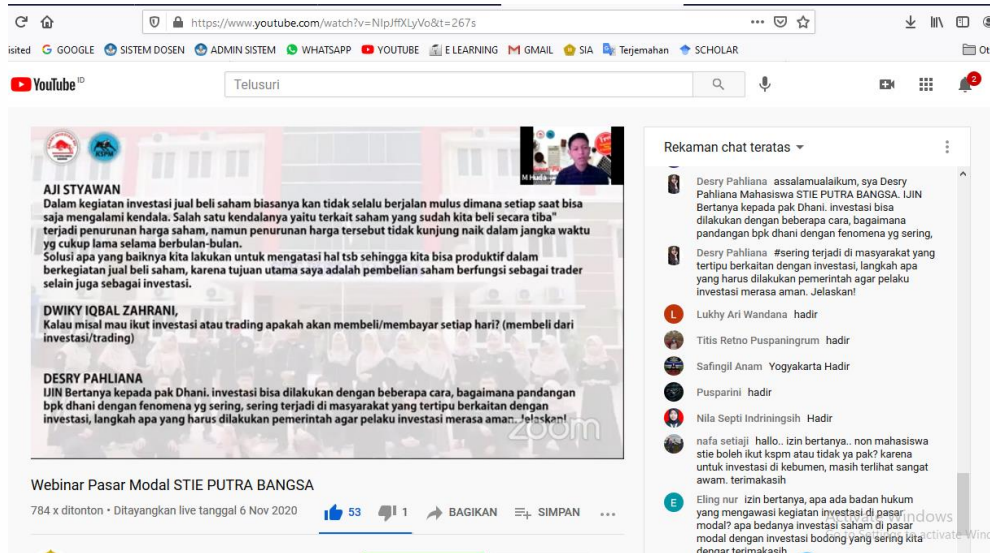 https://www.youtube.com/watch?v=NIpJffXLyVo&t=267s
isited GOOGLE SISTEM DOSEN ADMIN SISTEM WHATSAPP YOUTUBE E LEARNING GMAIL SIA Terjemahan SCHOLAR Ot
YouTube ID
Telusuri
2
KSPM
M Huda
AJI STYAWAN
Dalam kegiatan investasi jual beli saham biasanya kan tidak selalu berjalan mulus dimana setiap saat bisa
saja mengalami kendala. Salah satu kendalanya yaitu terkait saham yang sudah kita beli secara tiba"
terjadi penurunan harga saham, namun penurunan harga tersebut tidak kunjung naik dalam jangka waktu
yg cukup lama selama berbulan-bulan.
Solusi apa yang baiknya kita lakukan untuk mengatasi hal tsb sehingga kita bisa produktif dalam
berkegiatan jual beli saham, karena tujuan utama saya adalah pembelian saham berfungsi sebagai trader
selain juga sebagai investasi.
DWIKY IQBAL ZAHRANI,
Kalau misal mau ikut investasi atau trading apakah akan membeli/membayar setiap hari? (membeli dari
investasi/trading)
DESRY PAHLIANA
IJIN Bertanya kepada pak Dhani. investasi bisa dilakukan dengan beberapa cara, bagaimana pandangan
bpk dhani dengan fenomena yg sering, sering terjadi di masyarakat yang tertipu berkaitan dengan
investasi, langkah apa yang harus dilakukan pemerintah agar pelaku investasi merasa aman. Jelaskan!
zoom
Webinar Pasar Modal STIE PUTRA BANGSA
784 x ditonton • Ditayangkan live tanggal 6 Nov 2020
53 1 BAGIKAN SIMPAN
Rekaman chat teratas
Desry Pahliana assalamualaikum, sya Desry
Pahliana Mahasiswa STIE PUTRA BANGSA. IJIN
Bertanya kepada pak Dhani. investasi bisa
dilakukan dengan beberapa cara, bagaimana
pandangan bpk dhani dengan fenomena yg sering,
Desry Pahliana #sering terjadi di masyarakat yang
tertipu berkaitan dengan investasi, langkah apa
yang harus dilakukan pemerintah agar pelaku
investasi merasa aman. Jelaskan!
L Lukhy Ari Wandana hadir
Titis Retno Puspaningrum hadir
Safingil Anam Yogyakarta Hadir
Pusparini hadir
Nila Septi Indriningsih Hadir
nafa setiaji hallo.. izin bertanya.. non mahasiswa
stie boleh ikut kspm atau tidak ya pak? karena
untuk investasi di kebumen, masih terlihat sangat
awam. terimakasih
E Eling nur izin bertanya, apa ada badan hukum
yang mengawasi kegiatan investasi di pasar
modal? apa bedanya investasi saham di pasar
modal dengan investasi bodong yang sering kita
dengar terimakasih
Activate Windows